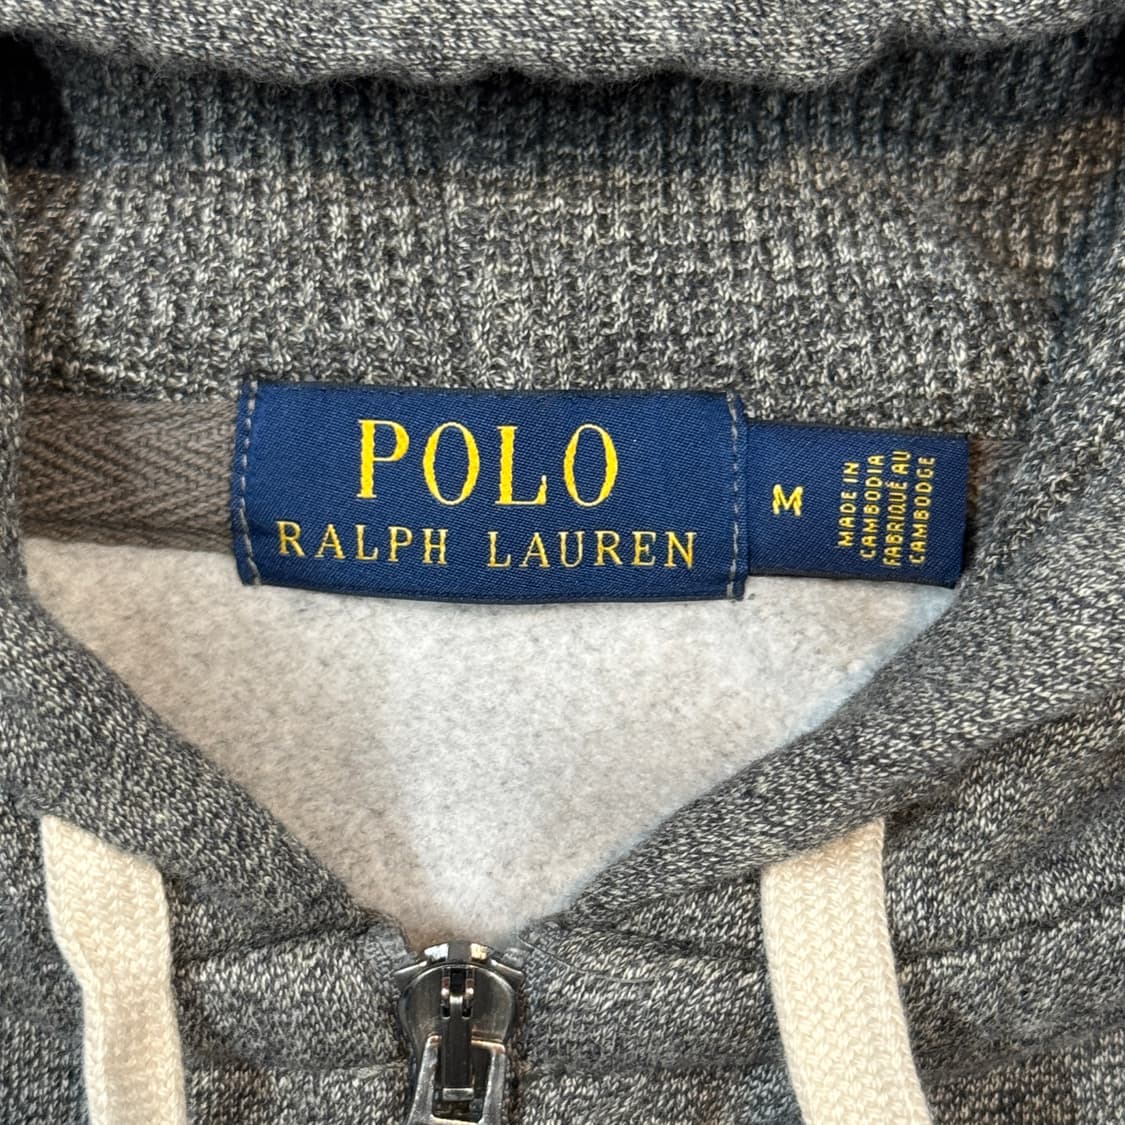 POLO
RALPH LAUREN
M
MADE IN
CAMBODIA
FABRIQUÉ AU
CAMBODGE